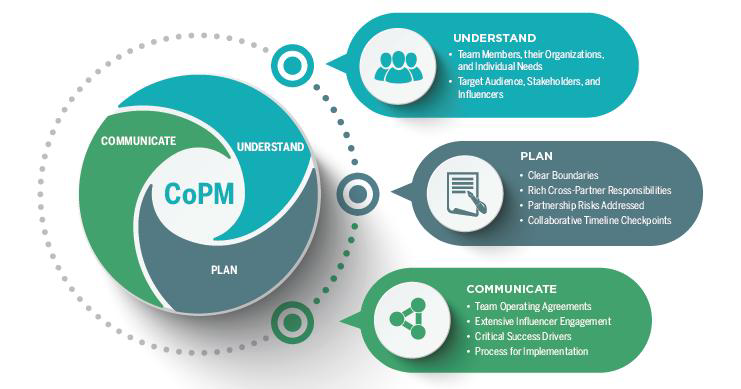 COMMUNICATE
UNDERSTAND
CoPM
PLAN
UNDERSTAND
• Team Members, their Organizations,
and Individual Needs
• Target Audience, Stakeholders, and
Influencers
PLAN
• Clear Boundaries
• Rich Cross-Partner Responsibilities
• Partnership Risks Addressed
• Collaborative Timeline Checkpoints
COMMUNICATE
• Team Operating Agreements
• Extensive Influencer Engagement
• Critical Success Drivers
• Process for Implementation